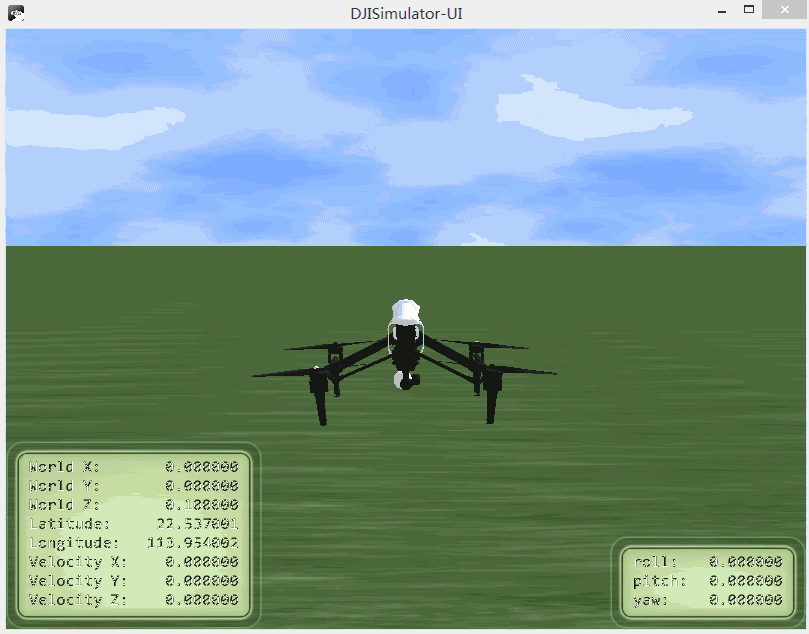 DJISimulator-UI
World X: 0.000000
World Y: 0.000000
World Z: 0.100000
Latitude: 22.537001
Longitude: 113.954002
Velocity X: 0.000000
Velocity Y: 0.000000
Velocity Z: 0.000000
roll: 0.000000
pitch: 0.000000
yaw: 0.000000